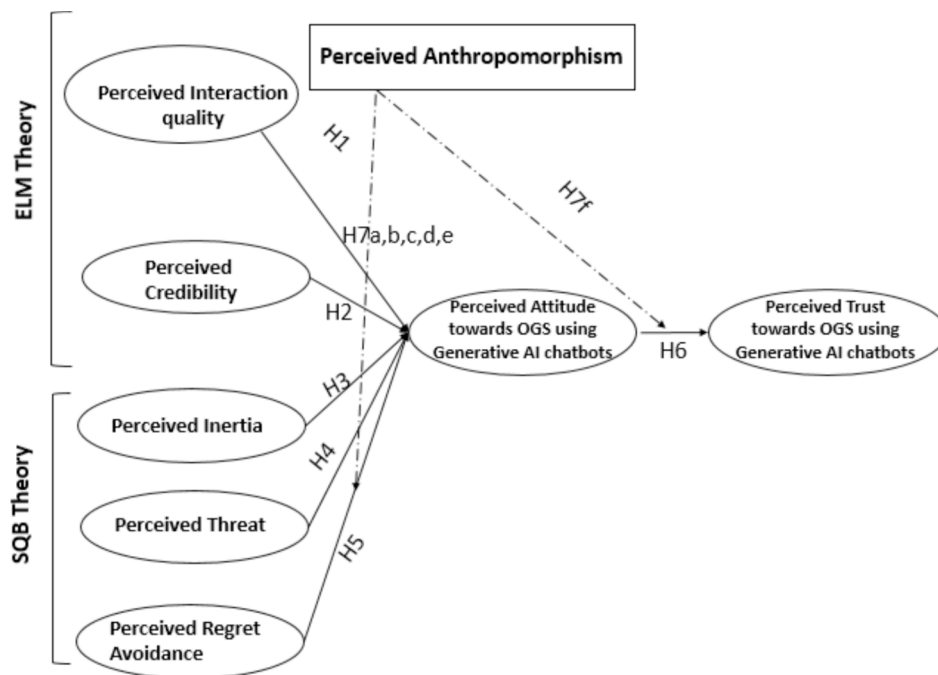 Perceived Anthropomorphism
ELM Theory
Perceived Interaction
quality
H1
H7f
H7a,b,c,d,e
Perceived
Credibility
H2
Perceived Attitude
towards OGS using
Generative AI chatbots
H6
Perceived Trust
towards OGS using
Generative AI chatbots
SQB Theory
H3
Perceived Inertia
H4
Perceived Threat
H5
Perceived Regret
Avoidance